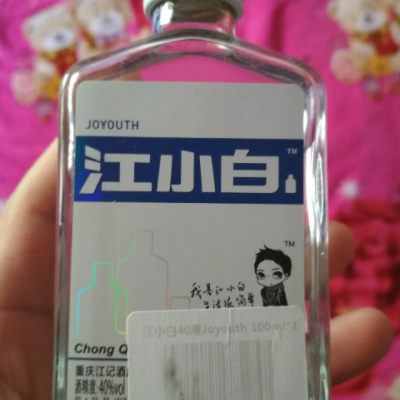 JOYOUTH
江小白 TM
TM
我是江小白
生活很简单
江小白40度Joyouth 100ml*1
Chong Q
重庆江记酒
酒精度:40%vol